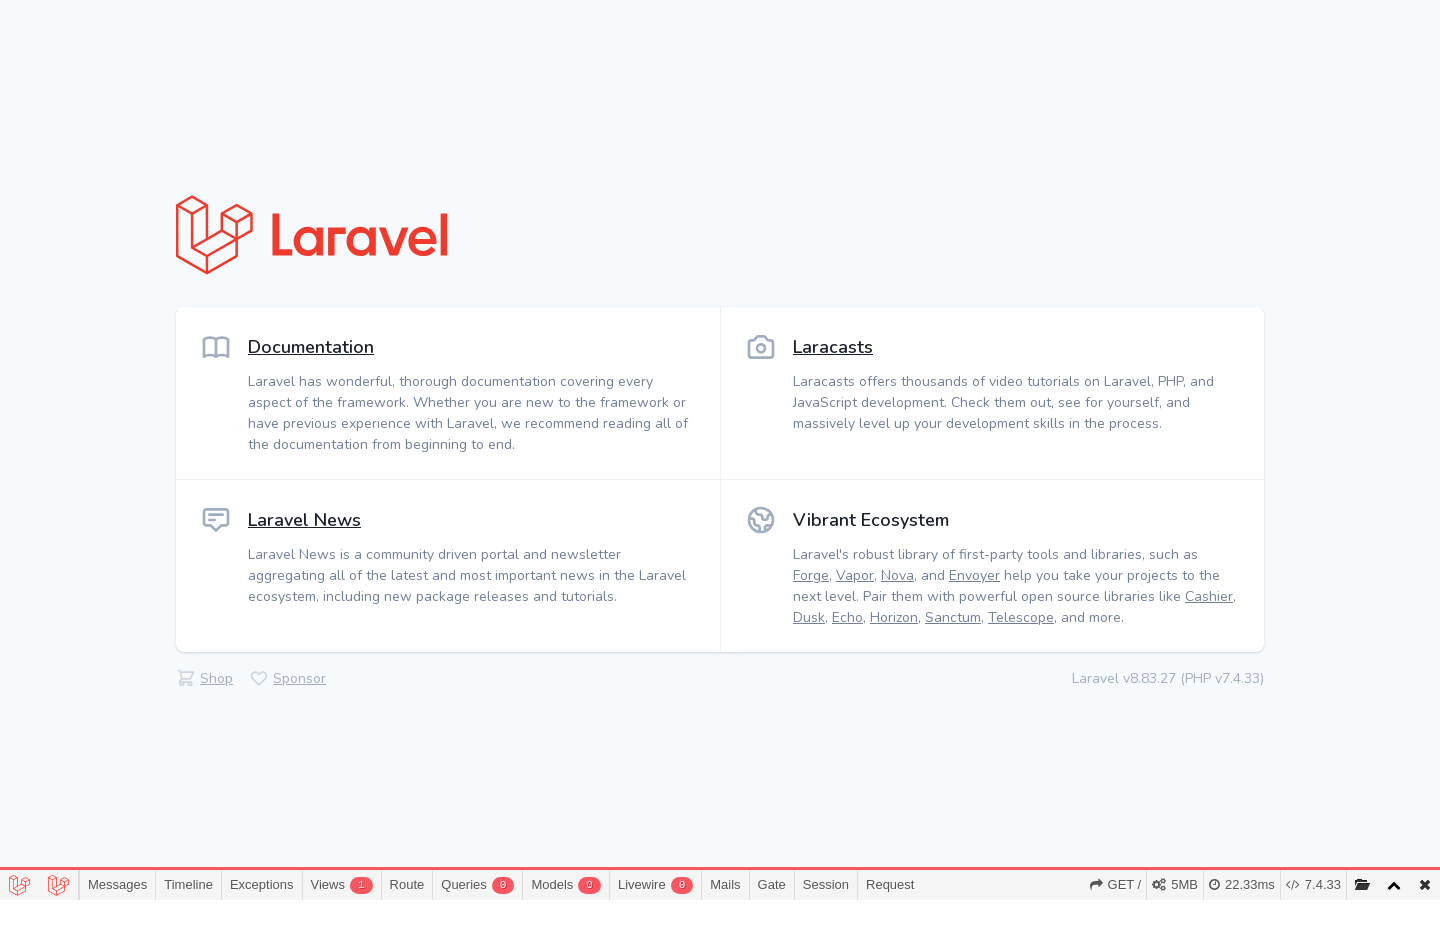 Laravel
Documentation
Laravel has wonderful, thorough documentation covering every
aspect of the framework. Whether you are new to the framework or
have previous experience with Laravel, we recommend reading all of
the documentation from beginning to end.
Laracasts
Laracasts offers thousands of video tutorials on Laravel, PHP, and
JavaScript development. Check them out, see for yourself, and
massively level up your development skills in the process.
Laravel News
Laravel News is a community driven portal and newsletter
aggregating all of the latest and most important news in the Laravel
ecosystem, including new package releases and tutorials.
Vibrant Ecosystem
Laravel's robust library of first-party tools and libraries, such as
Forge, Vapor, Nova, and Envoyer help you take your projects to the
next level. Pair them with powerful open source libraries like Cashier,
Dusk, Echo, Horizon, Sanctum, Telescope, and more.
Shop Sponsor Laravel v8.83.27 (PHP v7.4.33)
Messages Timeline Exceptions Views 1 Route Queries 0 Models 0 Livewire 0 Mails Gate Session Request GET / 5MB 22.33ms 7.4.33